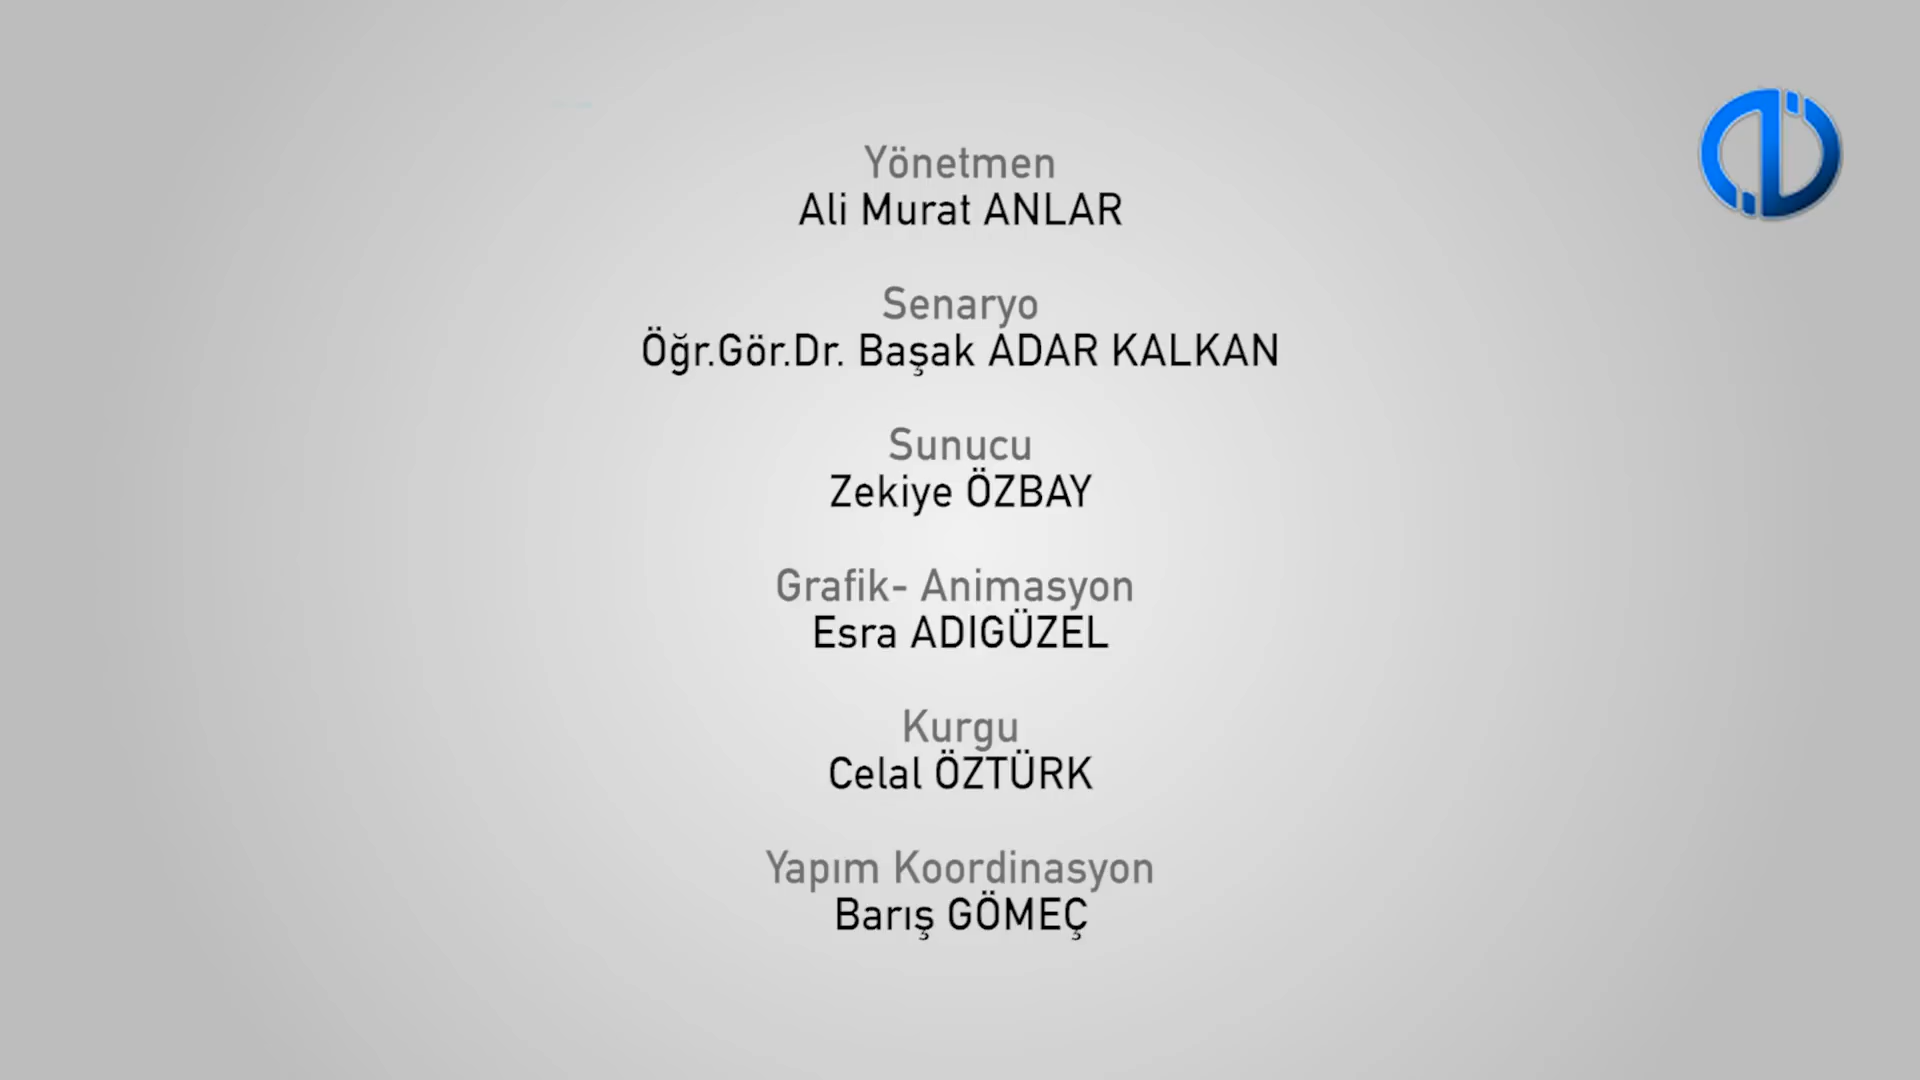 Yönetmen
Ali Murat ANLAR
Senaryo
Öğr.Gör.Dr. Başak ADAR KALKAN
Sunucu
Zekiye ÖZBAY
Grafik- Animasyon
Esra ADIGÜZEL
Kurgu
Celal ÖZTÜRK
Yapım Koordinasyon
Barış GÖMEÇ